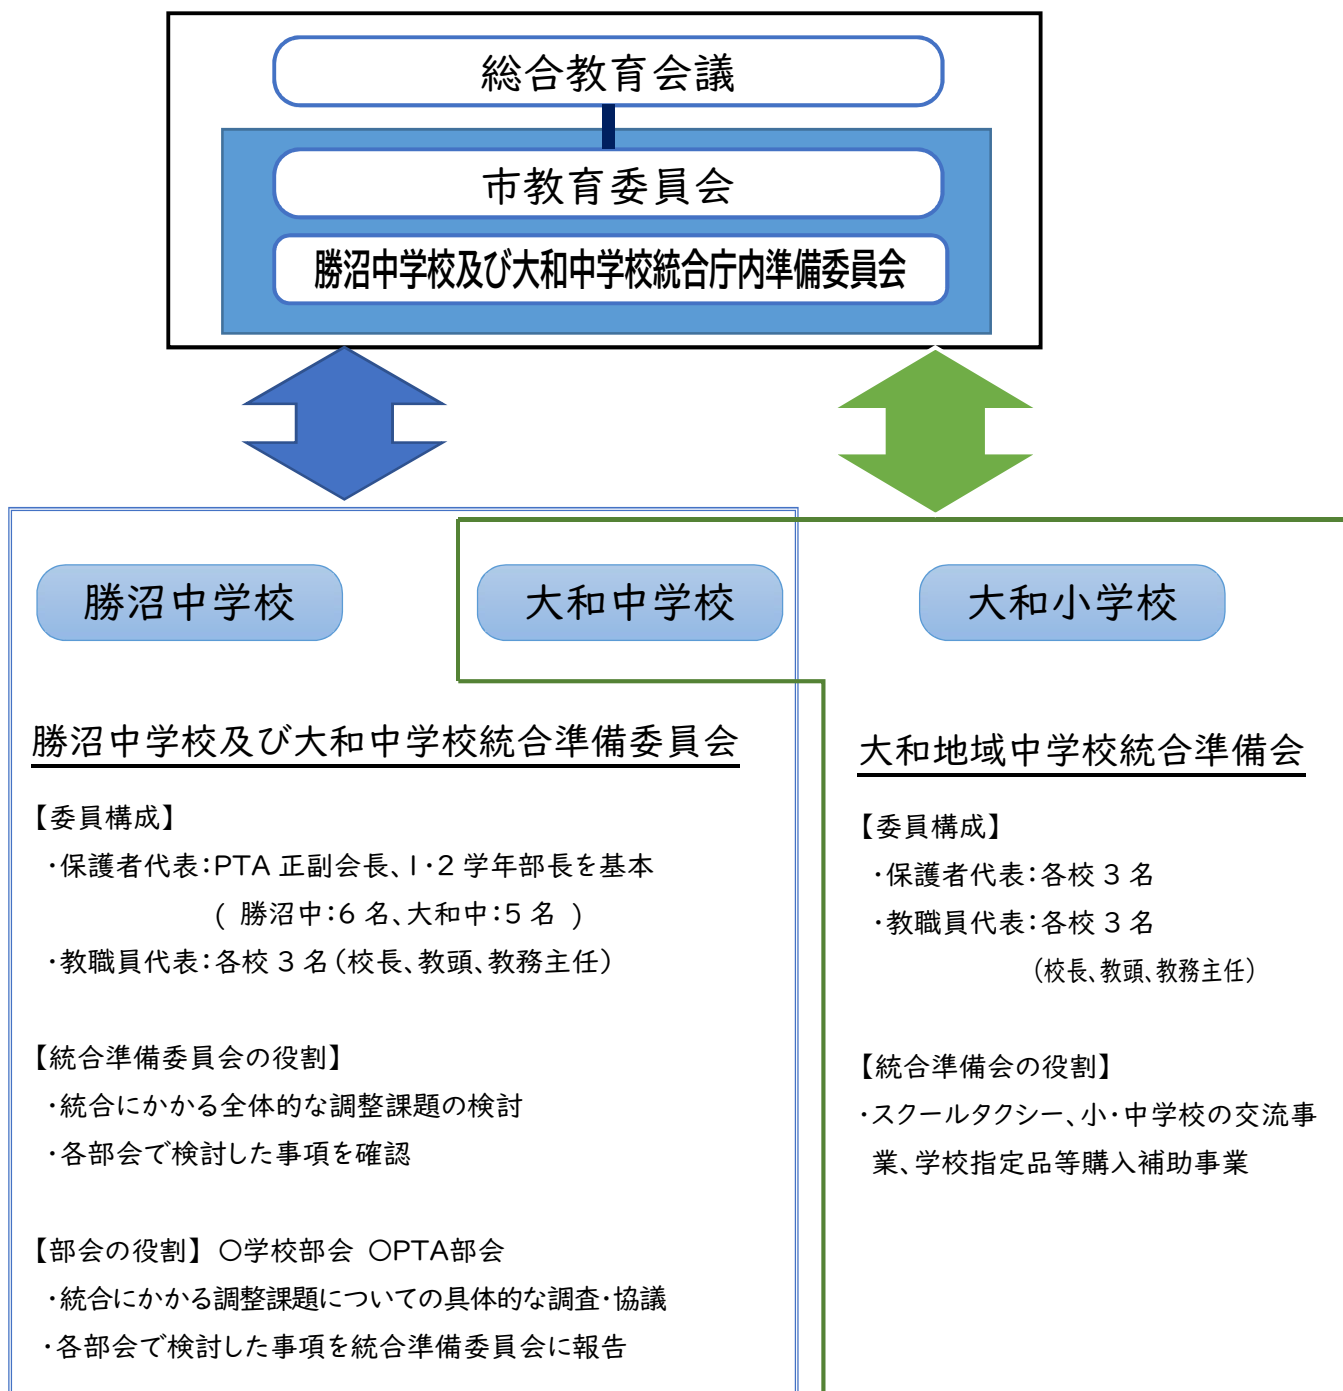 総合教育会議
市教育委員会
勝沼中学校及び大和中学校統合庁内準備委員会
勝沼中学校
大和中学校
大和小学校
勝沼中学校及び大和中学校統合準備委員会
【委員構成】
・保護者代表：PTA 正副会長、1・2 学年部長を基本
( 勝沼中：6 名、大和中：5 名 )
・教職員代表：各校 3 名（校長、教頭、教務主任）
【統合準備委員会の役割】
・統合にかかる全体的な調整課題の検討
・各部会で検討した事項を確認
【部会の役割】 ○学校部会 ○PTA部会
・統合にかかる調整課題についての具体的な調査・協議
・各部会で検討した事項を統合準備委員会に報告
大和地域中学校統合準備会
【委員構成】
・保護者代表：各校 3 名
・教職員代表：各校 3 名
（校長、教頭、教務主任）
【統合準備会の役割】
・スクールタクシー、小・中学校の交流事
業、学校指定品等購入補助事業